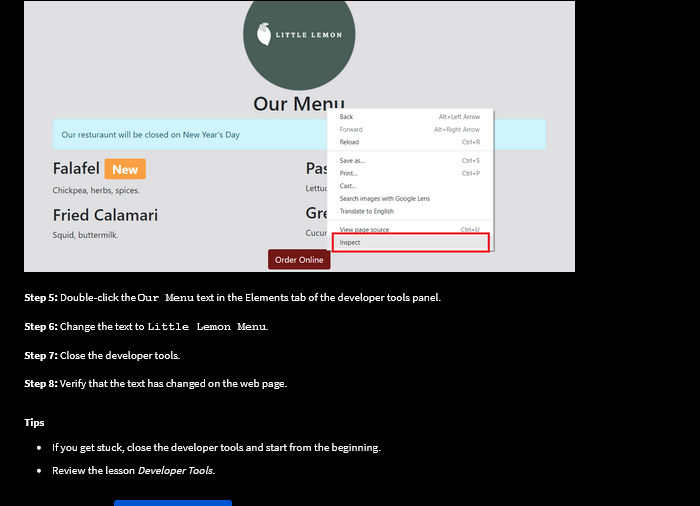 LITTLE LEMON
Our Menu
Our resturaunt will be closed on New Year's Day
Back Alt+Left Arrow
Forward Alt+Right Arrow
Reload Ctrl+R
Save as... Ctrl+S
Print... Ctrl+P
Cast...
Search images with Google Lens
Translate to English
View page source Ctrl+U
Inspect
Falafel New
Chickpea, herbs, spices.
Fried Calamari
Squid, buttermilk.
Pas
Lettuc
Gre
Cucur
Order Online
Step 5: Double-click the Our Menu text in the Elements tab of the developer tools panel.
Step 6: Change the text to Little Lemon Menu.
Step 7: Close the developer tools.
Step 8: Verify that the text has changed on the web page.
Tips
If you get stuck, close the developer tools and start from the beginning.
Review the lesson Developer Tools.